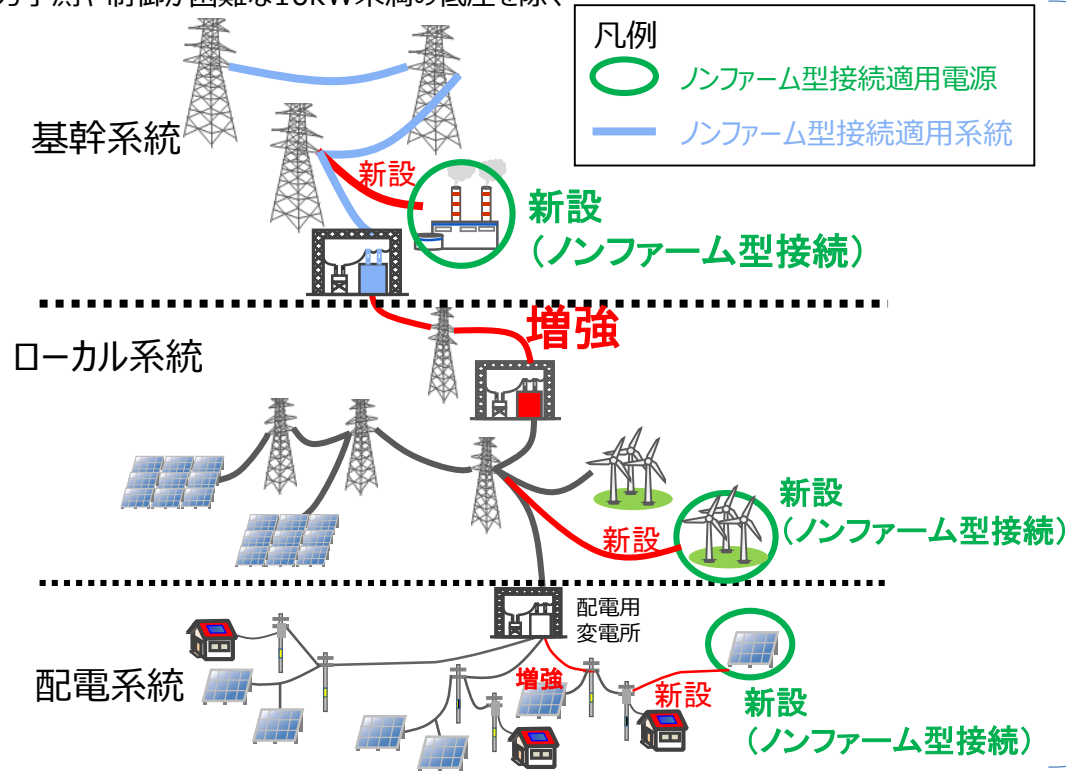 凡例
ノンファーム型接続適用電源
ノンファーム型接続適用系統
基幹系統
新設
新設
(ノンファーム型接続)
増強
ローカル系統
新設
(ノンファーム型接続)
新設
配電用
変電所
配電系統
増強
新設
新設
(ノンファーム型接続)